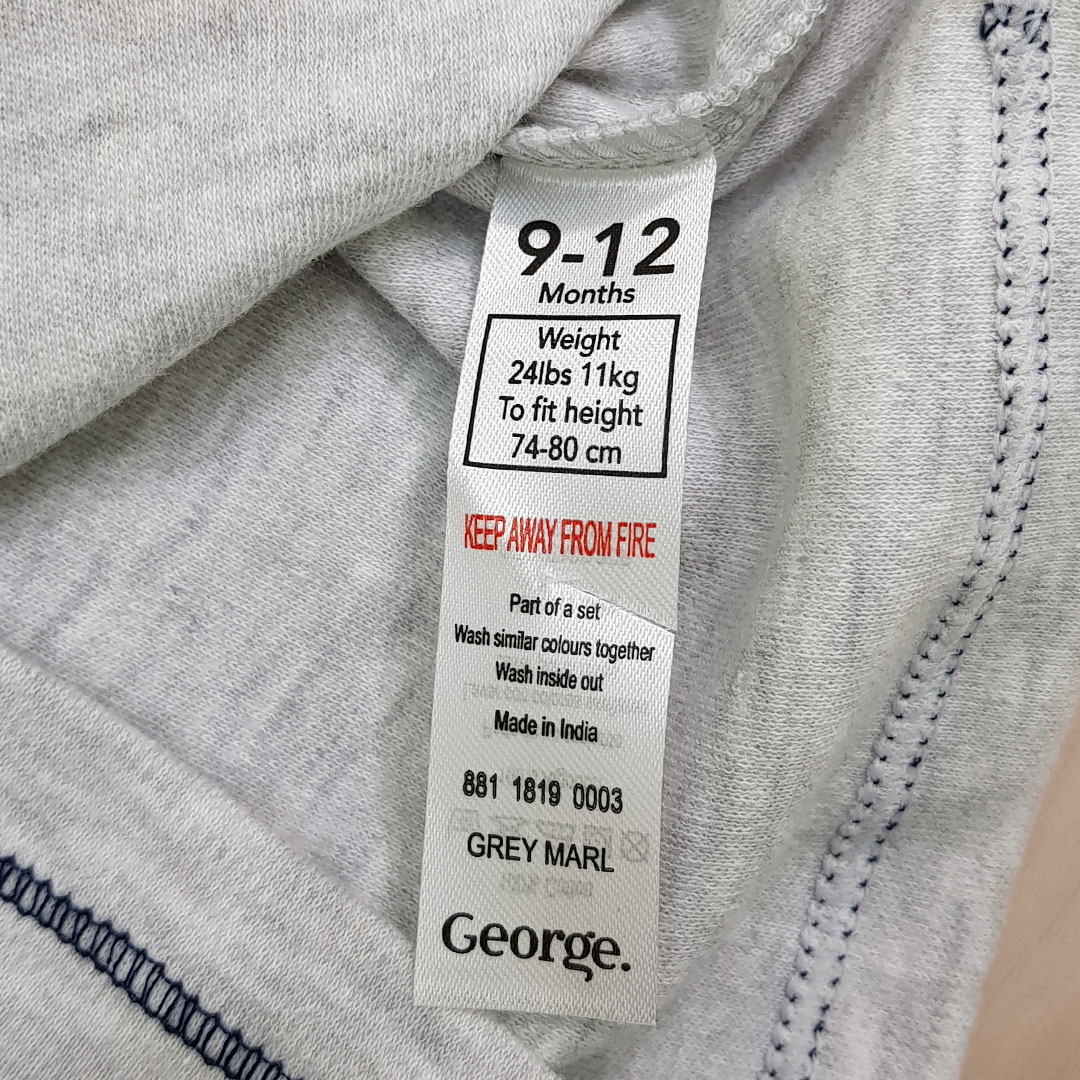 9-12
Months
Weight
24lbs 11kg
To fit height
74-80 cm
KEEP AWAY FROM FIRE
Part of a set
Wash similar colours together
Wash inside out
Made in India
881 1819 0003
GREY MARL
George.